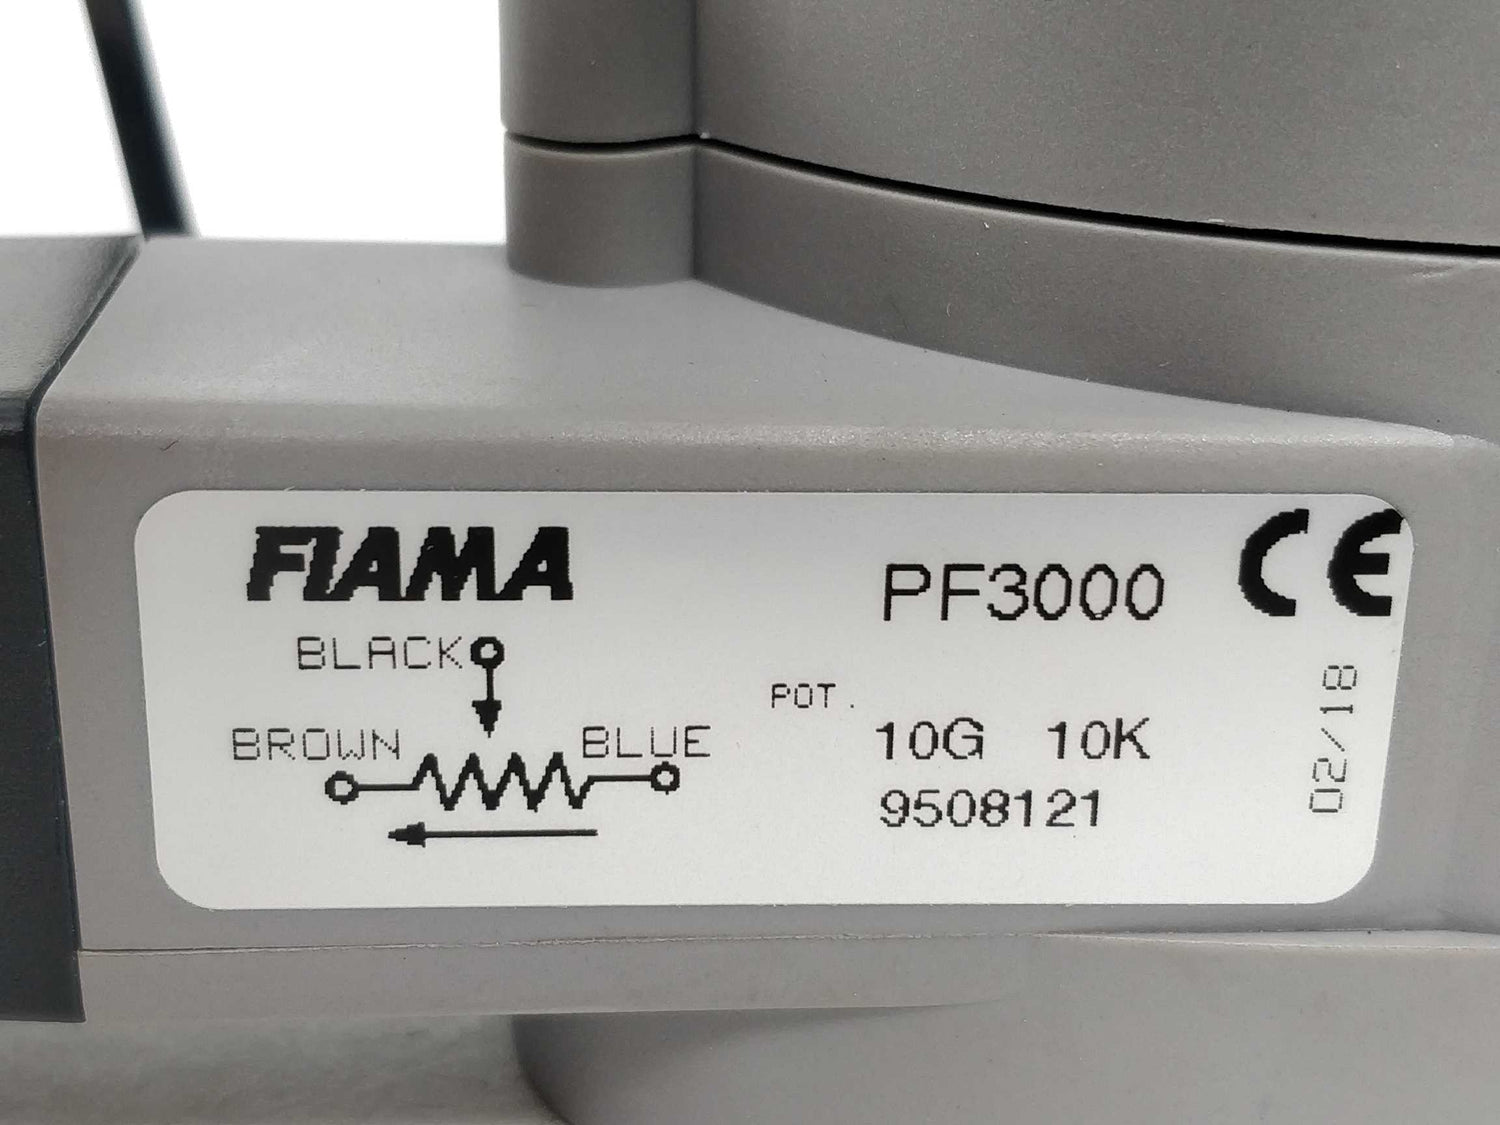 FIAMA
PF3000
CE
BLACK
POT.
BROWN
BLUE
10G 10K
9508121
02/18